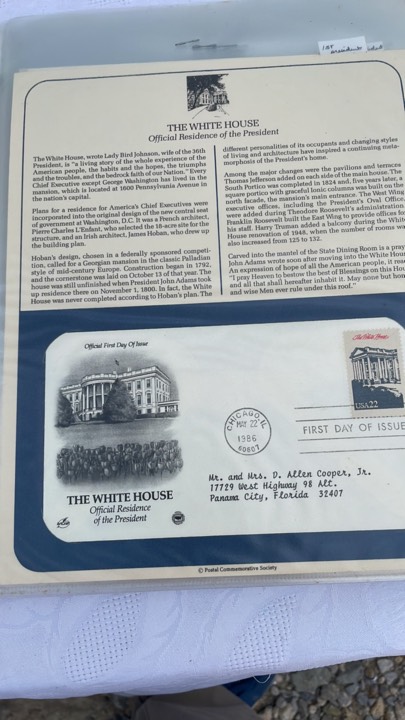 1st
presidents
THE WHITE HOUSE
Official Residence of the President
The White House, wrote Lady Bird Johnson, wife of the 36th
President, is "a living story of the whole experience of the
American people, the habits and the hopes, the triumphs
and the troubles, and the bedrock faith of our Nation." Every
Chief Executive except George Washington has lived in the
mansion, which is located at 1600 Pennsylvania Avenue in
the nation's capital.
Plans for a residence for America's Chief Executives were
incorporated into the original design of the new central seat
of government at Washington, D.C. It was a French architect,
Pierre Charles L'Enfant, who selected the 18-acre site for the
structure, and an Irish architect, James Hoban, who drew up
the building plan.
Hoban's design, chosen in a federally sponsored competi-
tion, called for a Georgian mansion in the classic Palladian
style of mid-century Europe. Construction began in 1792,
and the cornerstone was laid on October 13 of that year. The
house was still unfinished when President John Adams took
up residence there on November 1, 1800. In fact, the White
House was never completed according to Hoban's plan. The
different personalities of its occupants and changing styles
of living and architecture have inspired a continuing meta-
morphosis of the President's home.
Among the major changes were the pavilions and terraces
Thomas Jefferson added on each side of the main house. The
South Portico was completed in 1824 and, five years later, a
square portico with graceful Ionic columns was built on the
north facade, the mansion's main entrance. The West Wing
executive offices, including the President's Oval Office,
were added during Theodore Roosevelt's administration
Franklin Roosevelt built the East Wing to provide offices fo
his staff. Harry Truman added a balcony during the Whit
House renovation of 1948, when the number of rooms wa
also increased from 125 to 132.
Carved into the mantel of the State Dining Room is a pray
John Adams wrote soon after moving into the White Hous
An expression of hope of all the American people, it rea
"I pray Heaven to bestow the best of Blessings on this Hou
and all that shall hereafter inhabit it. May none but hon
and wise Men ever rule under this roof."
Official First Day Of Issue
The White House
USA 22
CHICAGO, IL
MAY 22
1986
60607
FIRST DAY OF ISSUE
Mr. and Mrs. D. Allen Cooper, Jr.
17729 West Highway 98 Alt.
Panama City, Florida 32407
THE WHITE HOUSE
Official Residence
of the President
© Postal Commemorative Society